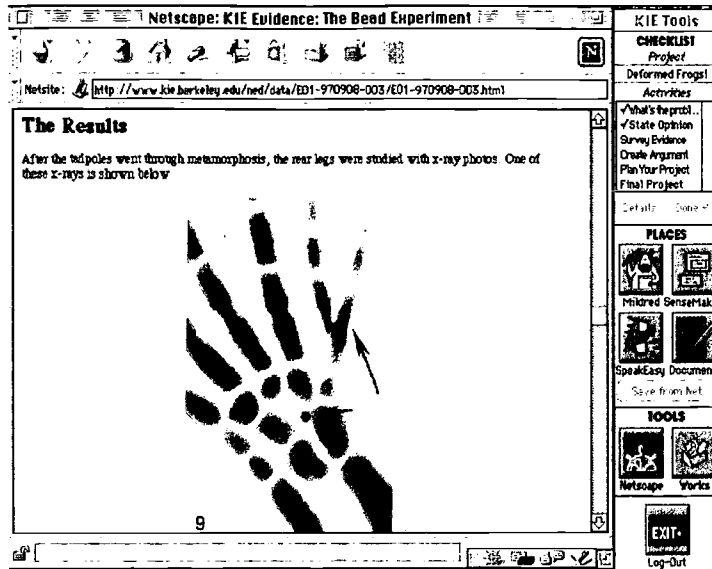 Netscape: KIE Evidence: The Bead Experiment
N
Netsite: http://www.kie.berkeley.edu/ned/data/E01-970908-003/E01-970908-003.html
The Results
After the tadpoles went through metamorphosis, the rear legs were studied with x-ray photos. One of
these x-rays is shown below
9
KIE Tools
CHECKLIST
Project
Deformed Frogs!
Activities
✓What's the probl...
✓State Opinion
Survey Evidence
Create Argument
Plan Your Project
Final Project
Details Done ✓
PLACES
Mildred SenseMak
SpeakEasy Documen
Save from Net
TOOLS
Netscape Works
EXIT
Log-Out